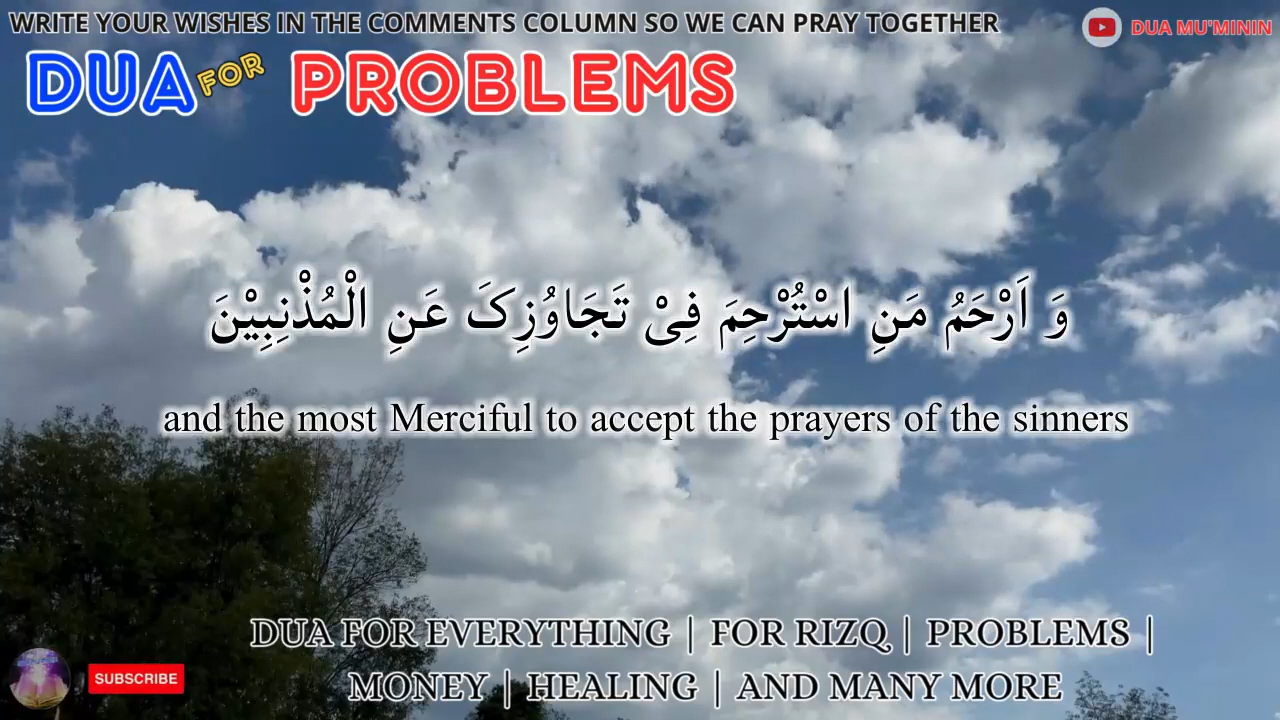 WRITE YOUR WISHES IN THE COMMENTS COLUMN SO WE CAN PRAY TOGETHER
DUA MU'MININ
DUA FOR PROBLEMS
وَ اَرْحَمُ مَنِ اسْتُرْحِمَ فِیْ تَجَاوُزِکَ عَنِ الْمُذْنِبِیْنَ
and the most Merciful to accept the prayers of the sinners
DUA FOR EVERYTHING | FOR RIZQ | PROBLEMS |
MONEY | HEALING | AND MANY MORE
SUBSCRIBE